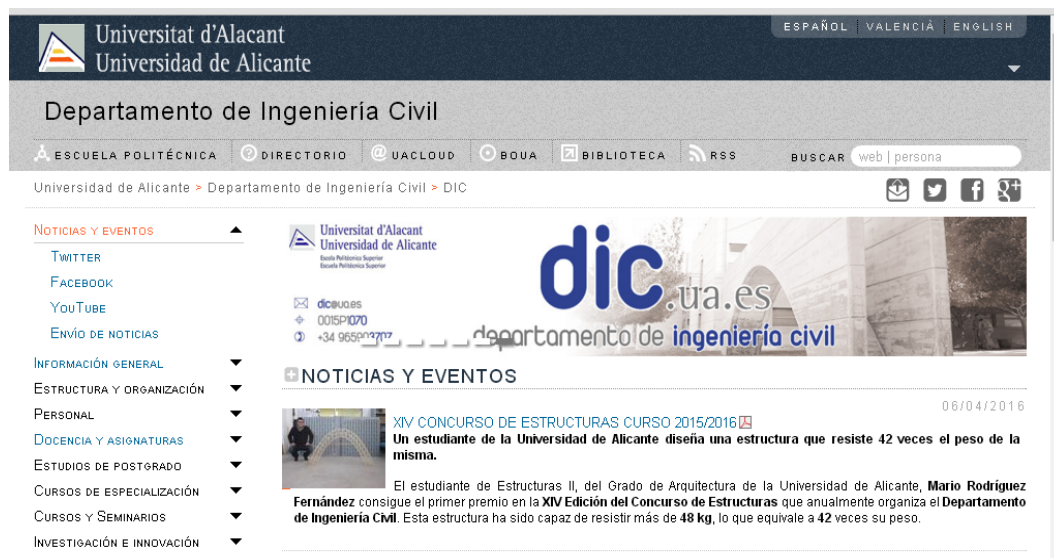 Universitat d'Alacant
Universidad de Alicante
ESPAÑOL VALENCIÀ ENGLISH
Departamento de Ingeniería Civil
ESCUELA POLITÉCNICA DIRECTORIO UACLOUD BOUA BIBLIOTECA RSS BUSCAR web | persona
Universidad de Alicante > Departamento de Ingeniería Civil > DIC
NOTICIAS Y EVENTOS
TWITTER
FACEBOOK
YOUTUBE
ENVÍO DE NOTICIAS
INFORMACIÓN GENERAL
ESTRUCTURA Y ORGANIZACIÓN
PERSONAL
DOCENCIA Y ASIGNATURAS
ESTUDIOS DE POSTGRADO
CURSOS DE ESPECIALIZACIÓN
CURSOS Y SEMINARIOS
INVESTIGACIÓN E INNOVACIÓN
Universitat d'Alacant
Universidad de Alicante
Escola Politècnica Superior
Escuela Politécnica Superior
dic@ua.es
0015P1070
+34 965903707
dic.ua.es
departamento de ingeniería civil
NOTICIAS Y EVENTOS
06/04/2016
XIV CONCURSO DE ESTRUCTURAS CURSO 2015/2016
Un estudiante de la Universidad de Alicante diseña una estructura que resiste 42 veces el peso de la
misma.
El estudiante de Estructuras II, del Grado de Arquitectura de la Universidad de Alicante, Mario Rodríguez
Fernández consigue el primer premio en la XIV Edición del Concurso de Estructuras que anualmente organiza el Departamento
de Ingeniería Civil. Esta estructura ha sido capaz de resistir más de 48 kg, lo que equivale a 42 veces su peso.